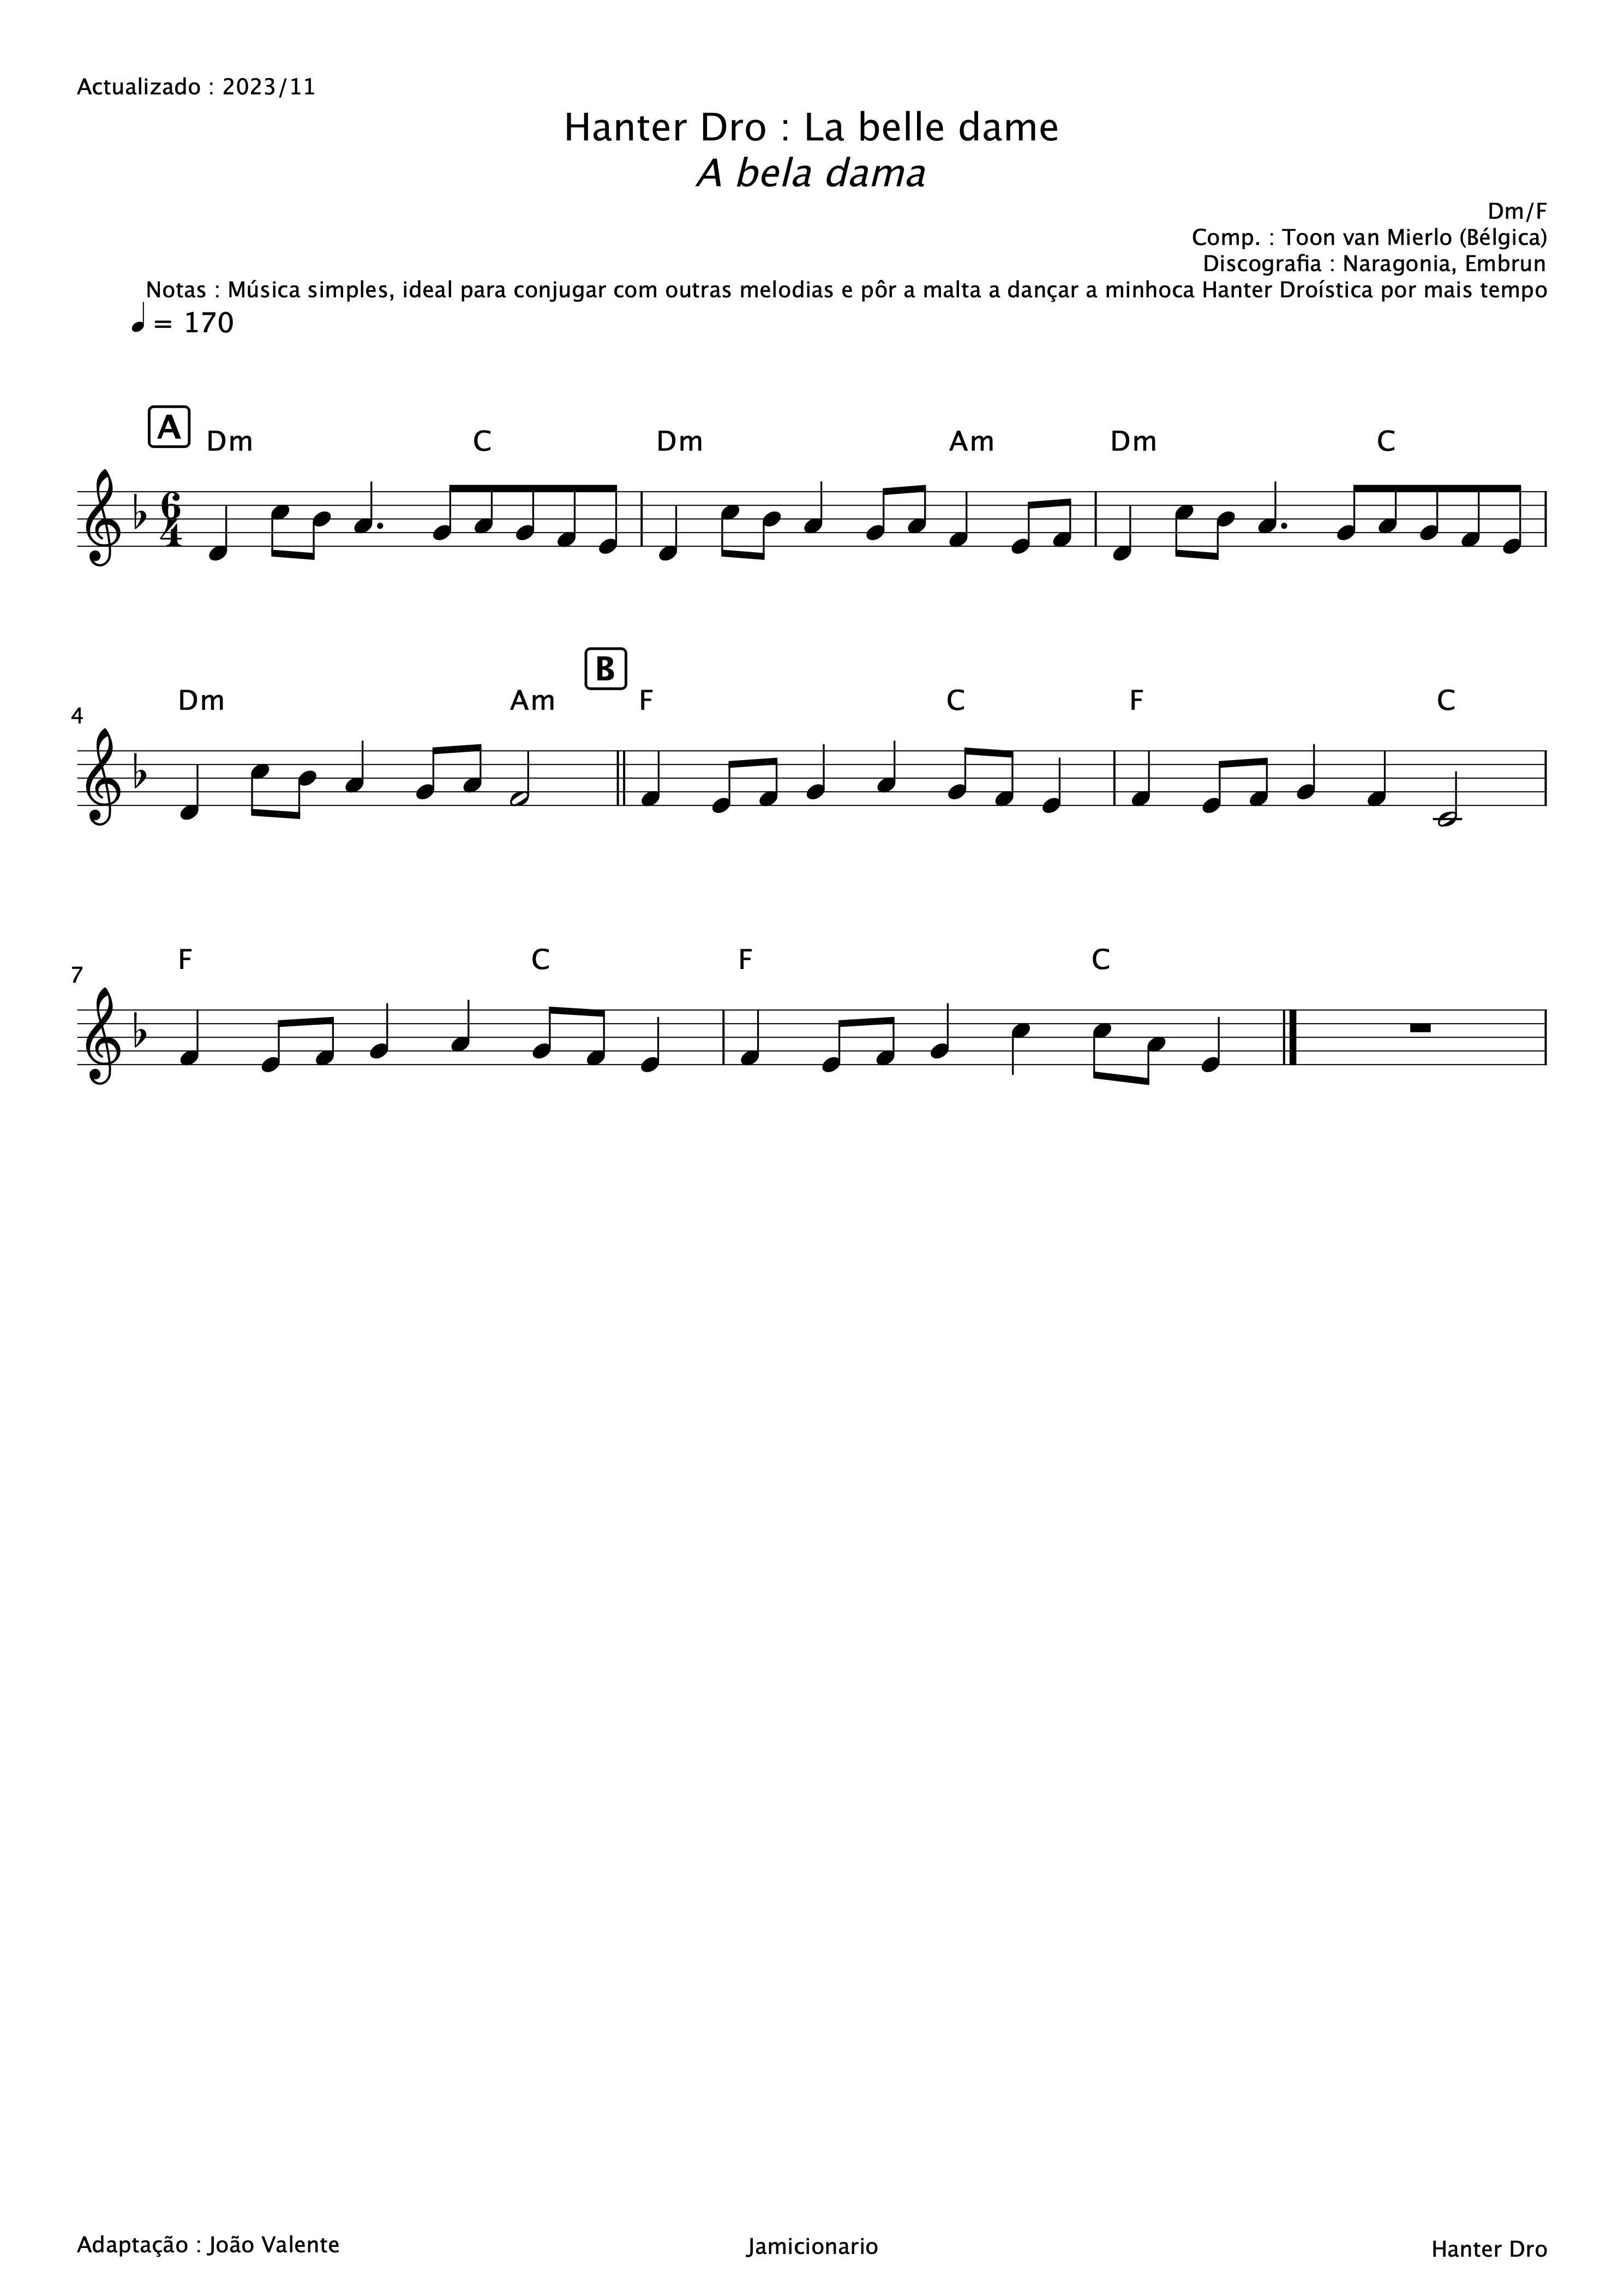 Actualizado : 2023/11
Hanter Dro : La belle dame
A bela dama
Dm/F
Comp. : Toon van Mierlo (Bélgica)
Discografia : Naragonia, Embrun
Notas : Música simples, ideal para conjugar com outras melodias e pôr a malta a dançar a minhoca Hanter Droística por mais tempo
= 170
A
Dm C Dm Am Dm C
6
4
B
Dm Am F C F C
4
F C F C
7
Adaptação : João Valente
Jamicionario
Hanter Dro